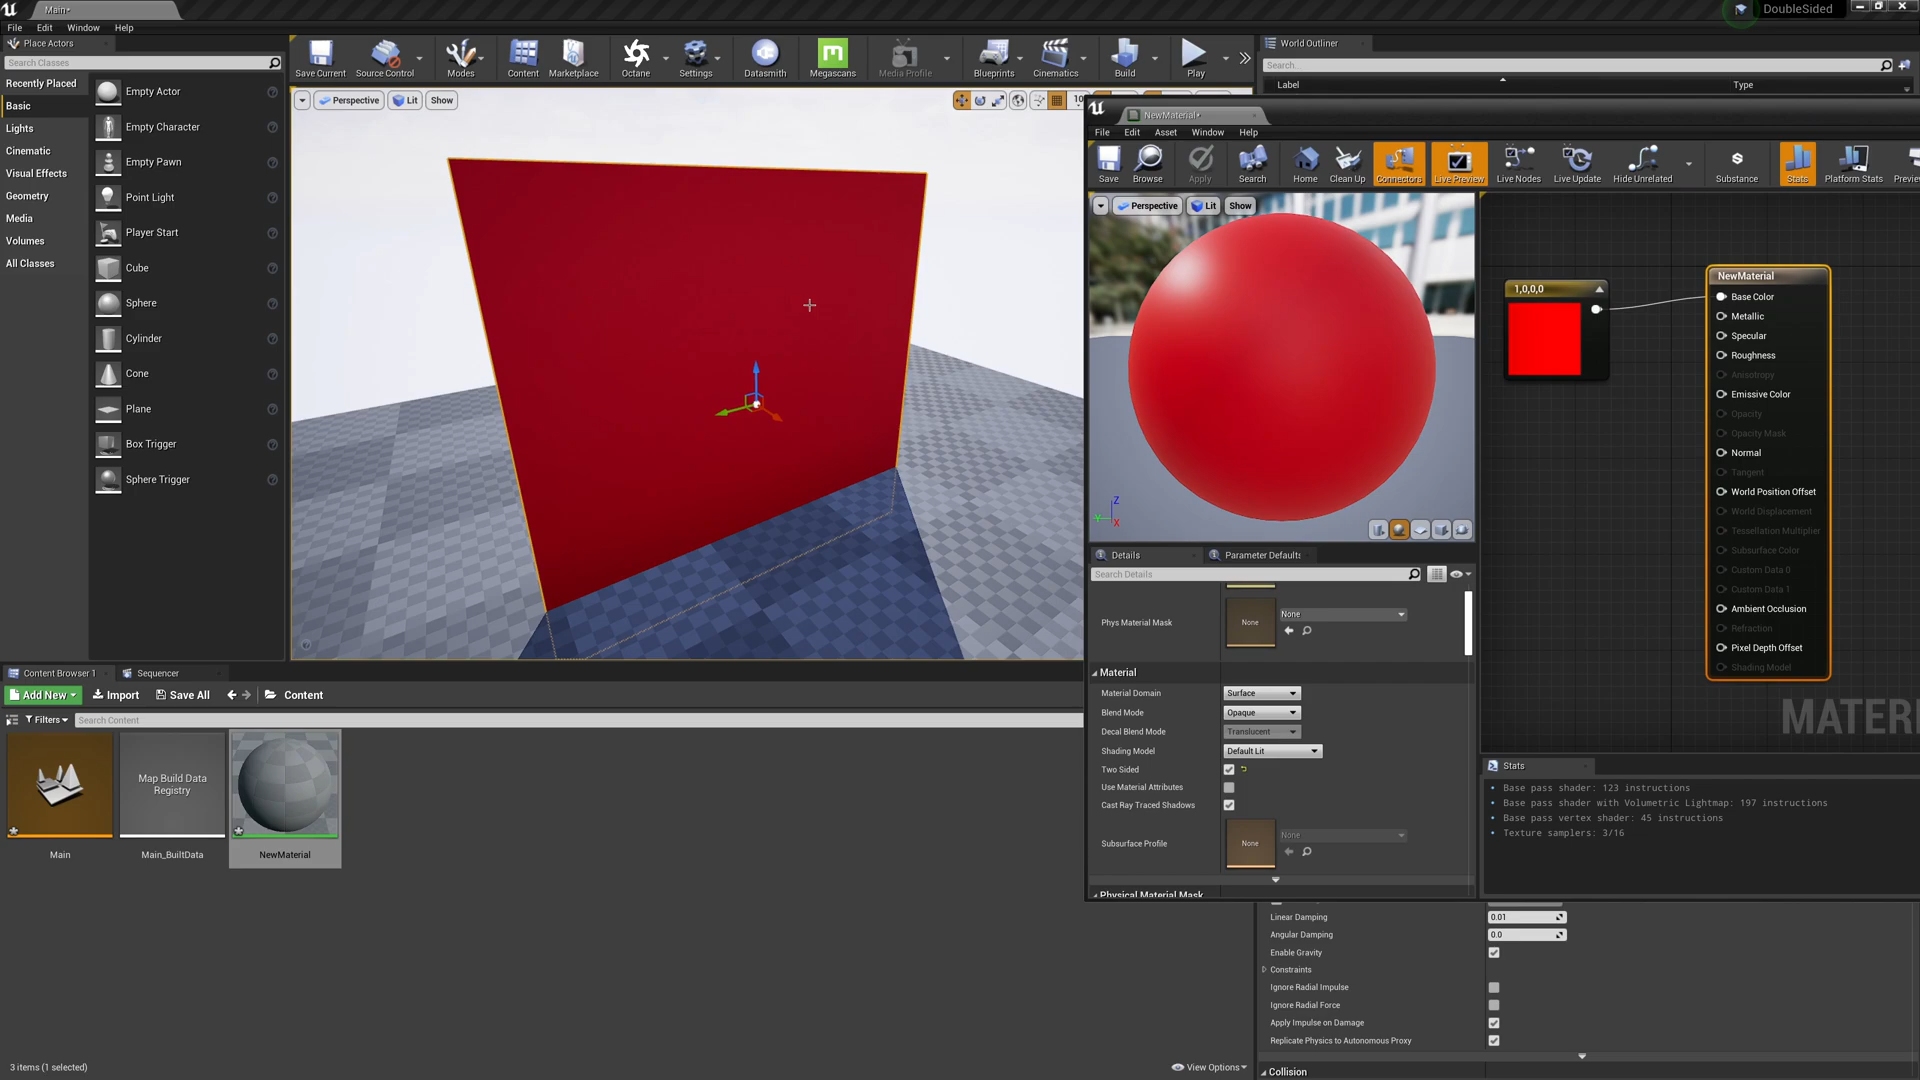 Main*
DoubleSided
File Edit Window Help
Place Actors
Search Classes
Recently Placed
Basic
Lights
Cinematic
Visual Effects
Geometry
Media
Volumes
All Classes
Empty Actor
Empty Character
Empty Pawn
Point Light
Player Start
Cube
Sphere
Cylinder
Cone
Plane
Box Trigger
Sphere Trigger
Save Current Source Control Modes Content Marketplace Octane Settings Datasmith Megascans Media Profile Blueprints Cinematics Build Play
Perspective Lit Show
World Outliner
Search...
Label Type
NewMaterial*
File Edit Asset Window Help
Save Browse Apply Search Home Clean Up Connectors Live Preview Live Nodes Live Update Hide Unrelated Substance Stats Platform Stats Preview
Perspective Lit Show
Z
Y
X
1,0,0,0
NewMaterial
Base Color
Metallic
Specular
Roughness
Anisotropy
Emissive Color
Opacity
Opacity Mask
Normal
Tangent
World Position Offset
World Displacement
Tessellation Multiplier
Subsurface Color
Custom Data 0
Custom Data 1
Ambient Occlusion
Refraction
Pixel Depth Offset
Shading Model
MATERI
Details Parameter Defaults
Search Details
Phys Material Mask None None
Material
Material Domain Surface
Blend Mode Opaque
Decal Blend Mode Translucent
Shading Model Default Lit
Two Sided
Use Material Attributes
Cast Ray Traced Shadows
Subsurface Profile None None
Physical Material Mask
Stats
Base pass shader: 123 instructions
Base pass shader with Volumetric Lightmap: 197 instructions
Base pass vertex shader: 45 instructions
Texture samplers: 3/16
Linear Damping 0.01
Angular Damping 0.0
Enable Gravity
Constraints
Ignore Radial Impulse
Ignore Radial Force
Apply Impulse on Damage
Replicate Physics to Autonomous Proxy
Collision
Content Browser 1 Sequencer
Add New Import Save All Content
Filters Search Content
Map Build Data
Registry
Main Main_BuiltData NewMaterial
3 items (1 selected)
View Options